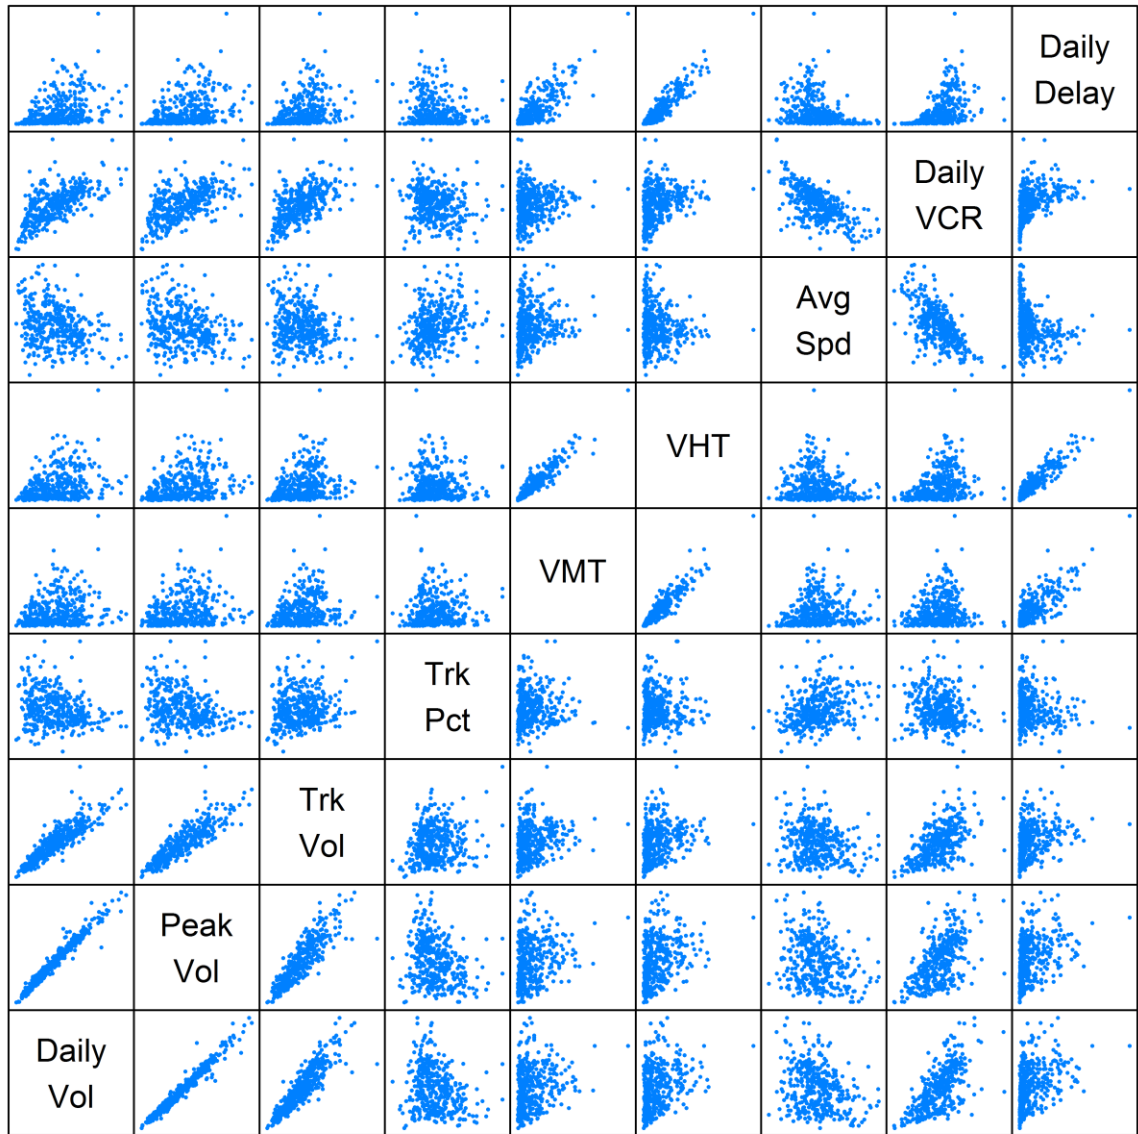 Daily
Delay
Daily
VCR
Avg
Spd
VHT
VMT
Trk
Pct
Trk
Vol
Peak
Vol
Daily
Vol